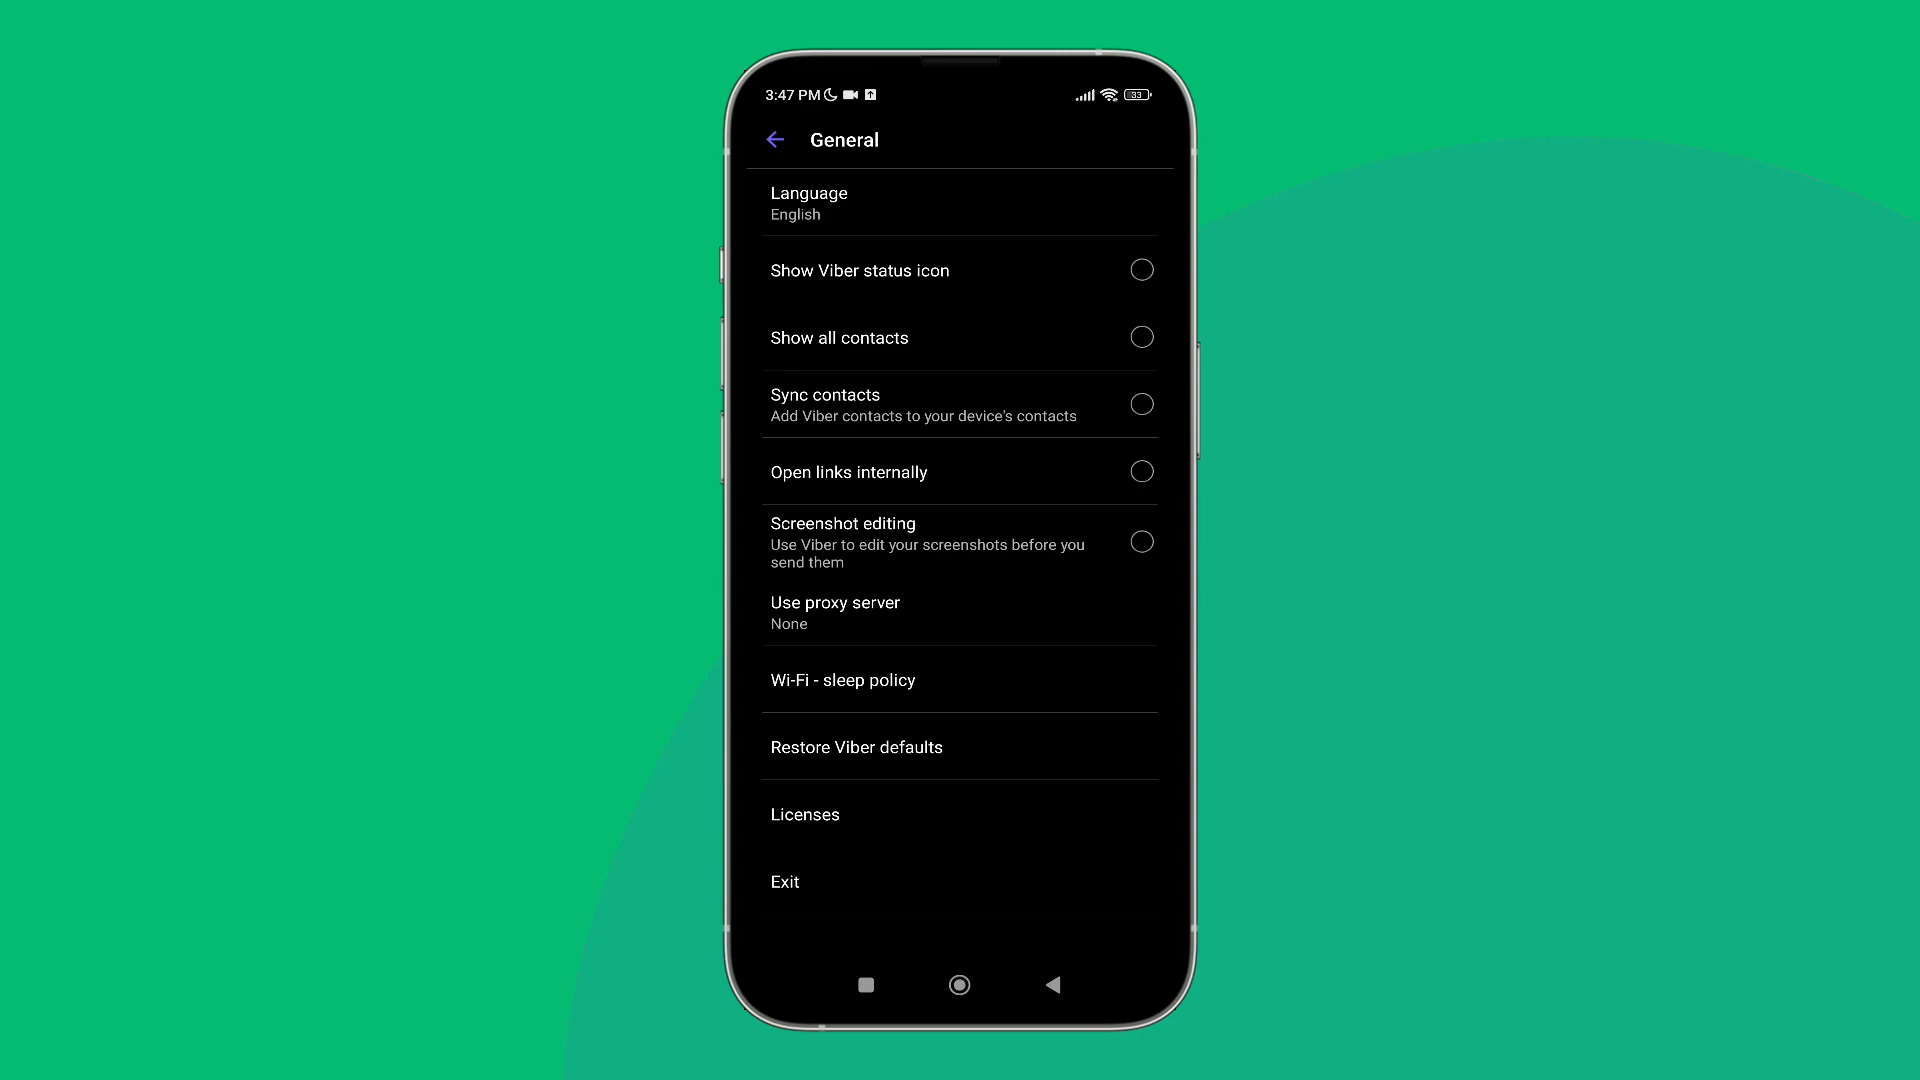 3:47 PM
33
General
Language
English
Show Viber status icon
Show all contacts
Sync contacts
Add Viber contacts to your device's contacts
Open links internally
Screenshot editing
Use Viber to edit your screenshots before you
send them
Use proxy server
None
Wi-Fi - sleep policy
Restore Viber defaults
Licenses
Exit